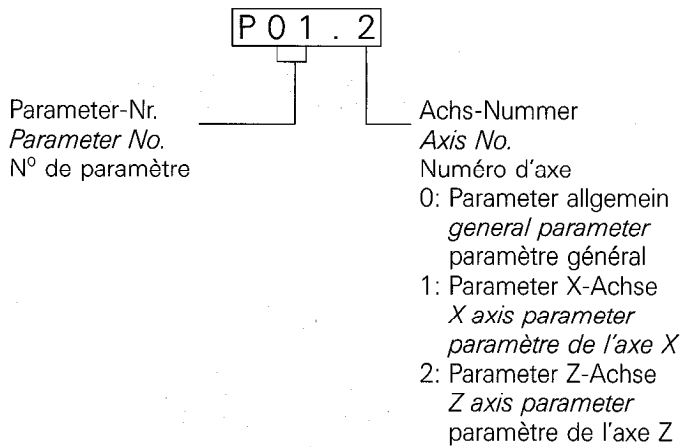 P01.2
Parameter-Nr.
Parameter No.
Nº de paramètre
Achs-Nummer
Axis No.
Numéro d'axe
0: Parameter allgemein
general parameter
paramètre général
1: Parameter X-Achse
X axis parameter
paramètre de l'axe X
2: Parameter Z-Achse
Z axis parameter
paramètre de l'axe Z